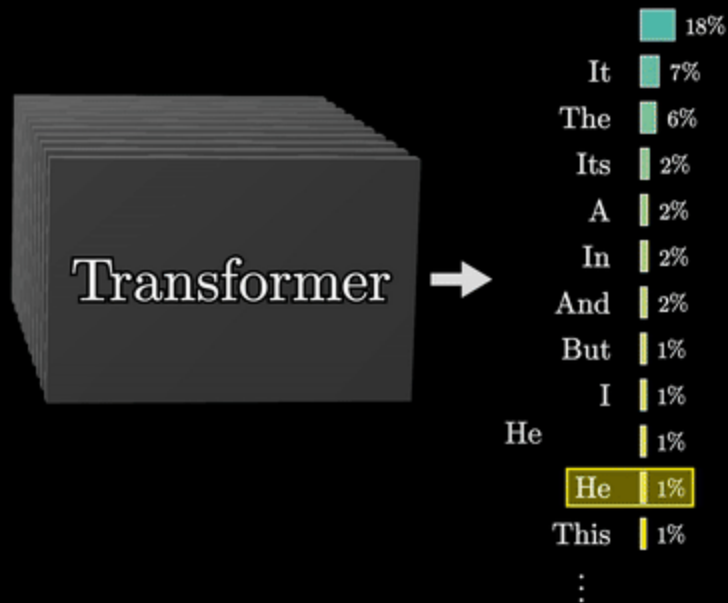 18%
It 7%
The 6%
Its 2%
A 2%
In 2%
And 2%
Transformer
But 1%
I 1%
He
1%
He 1%
This 1%
⋮